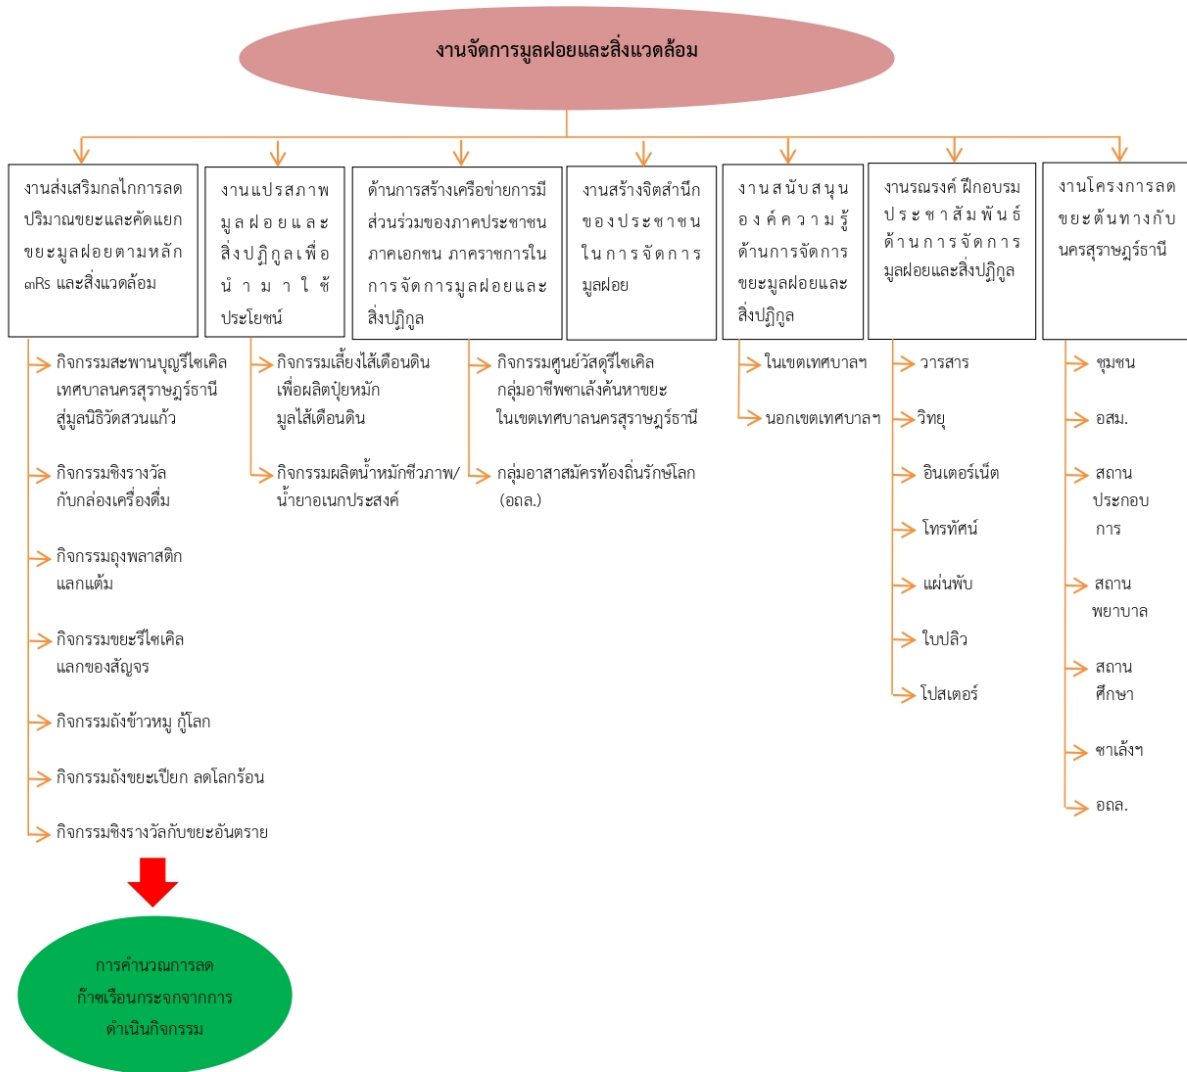 งานจัดการมูลฝอยและสิ่งแวดล้อม
งานส่งเสริมกลไกการลด
ปริมาณขยะและคัดแยก
ขยะมูลฝอยตามหลัก
๓Rs และสิ่งแวดล้อม
งานแปรสภาพ
มูลฝอยและ
สิ่งปฏิกูลเพื่อ
นำมาใช้
ประโยชน์
ด้านการสร้างเครือข่ายการมี
ส่วนร่วมของภาคประชาชน
ภาคเอกชน ภาคราชการใน
การจัดการมูลฝอยและ
สิ่งปฏิกูล
งานสร้างจิตสำนึก
ของประชาชน
ในการจัดการ
มูลฝอย
งานสนับสนุน
องค์ความรู้
ด้านการจัดการ
ขยะมูลฝอยและ
สิ่งปฏิกูล
งานรณรงค์ ฝึกอบรม
ประชาสัมพันธ์
ด้านการจัดการ
มูลฝอยและสิ่งปฏิกูล
งานโครงการลด
ขยะต้นทางกับ
นครสุราษฎร์ธานี
กิจกรรมสะพานบุญรีไซเคิล
เทศบาลนครสุราษฎร์ธานี
สู่มูลนิธิวัดสวนแก้ว
กิจกรรมชิงรางวัล
กับกล่องเครื่องดื่ม
กิจกรรมถุงพลาสติก
แลกแต้ม
กิจกรรมขยะรีไซเคิล
แลกของสัญจร
กิจกรรมถังข้าวหมู กู้โลก
กิจกรรมถังขยะเปียก ลดโลกร้อน
กิจกรรมชิงรางวัลกับขยะอันตราย
กิจกรรมเลี้ยงไส้เดือนดิน
เพื่อผลิตปุ๋ยหมัก
มูลไส้เดือนดิน
กิจกรรมผลิตน้ำหมักชีวภาพ/
น้ำยาอเนกประสงค์
กิจกรรมศูนย์วัสดุรีไซเคิล
กลุ่มอาชีพซาเล้งค้นหาขยะ
ในเขตเทศบาลนครสุราษฎร์ธานี
กลุ่มอาสาสมัครท้องถิ่นรักษ์โลก
(อถล.)
ในเขตเทศบาลฯ
นอกเขตเทศบาลฯ
วารสาร
วิทยุ
อินเตอร์เน็ต
โทรทัศน์
แผ่นพับ
ใบปลิว
โปสเตอร์
ชุมชน
อสม.
สถาน
ประกอบ
การ
สถาน
พยาบาล
สถาน
ศึกษา
ซาเล้งฯ
อถล.
การคำนวณการลด
ก๊าซเรือนกระจกจากการ
ดำเนินกิจกรรม